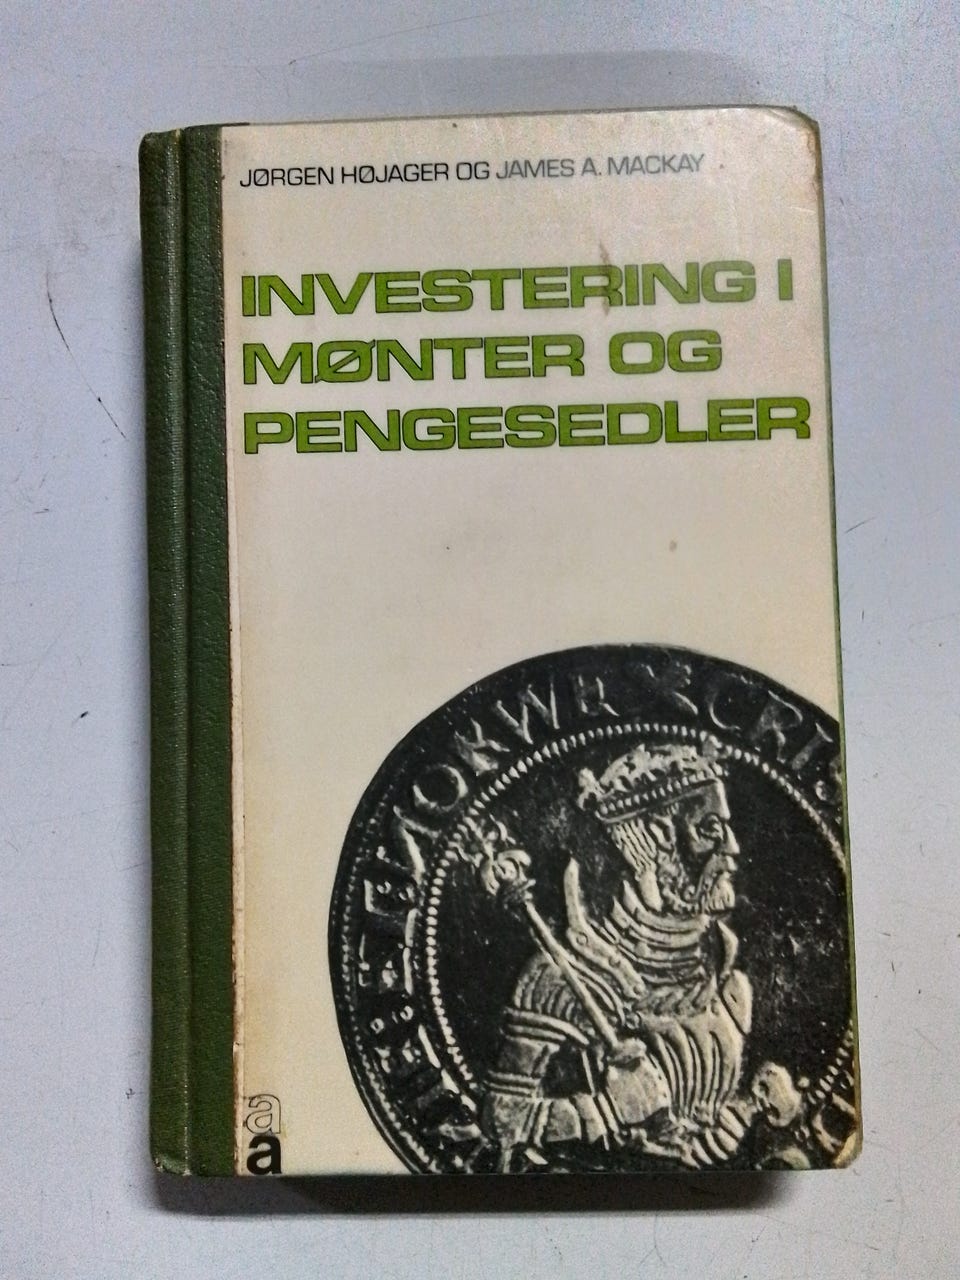 JØRGEN HØJAGER OG JAMES A. MACKAY
INVESTERING I
MØNTER OG
PENGESEDLER
a
a